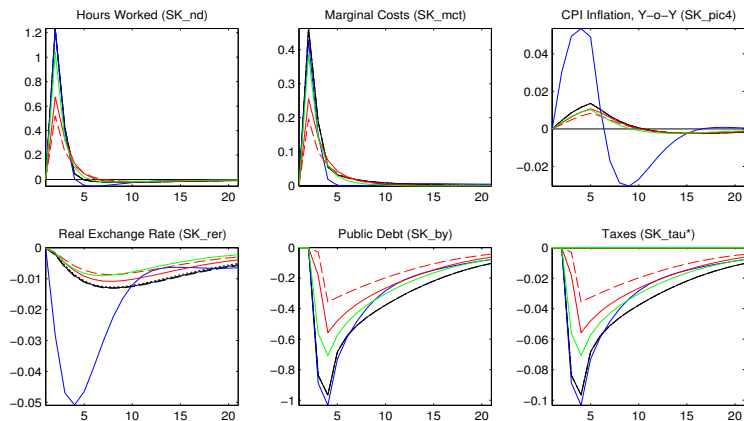 Hours Worked (SK_nd)
Marginal Costs (SK_mct)
CPI Inflation, Y-o-Y (SK_pic4)
1.2
1
0.8
0.6
0.4
0.2
0
5 10 15 20
0.4
0.3
0.2
0.1
0
5 10 15 20
0.04
0.02
0
−0.02
5 10 15 20
Real Exchange Rate (SK_rer)
Public Debt (SK_by)
Taxes (SK_tau*)
0
−0.01
−0.02
−0.03
−0.04
−0.05
5 10 15 20
0
−0.2
−0.4
−0.6
−0.8
−1
5 10 15 20
0
−0.02
−0.04
−0.06
−0.08
−0.1
5 10 15 20